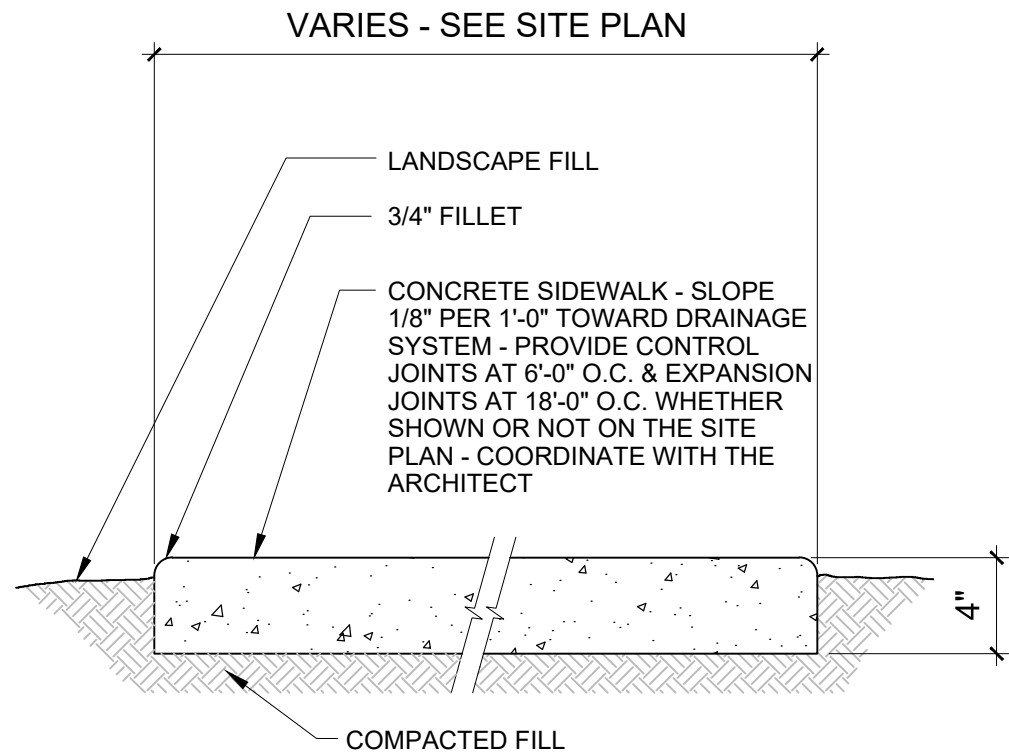 VARIES - SEE SITE PLAN
LANDSCAPE FILL
3/4" FILLET
CONCRETE SIDEWALK - SLOPE
1/8" PER 1'-0" TOWARD DRAINAGE
SYSTEM - PROVIDE CONTROL
JOINTS AT 6'-0" O.C. & EXPANSION
JOINTS AT 18'-0" O.C. WHETHER
SHOWN OR NOT ON THE SITE
PLAN - COORDINATE WITH THE
ARCHITECT
4"
COMPACTED FILL